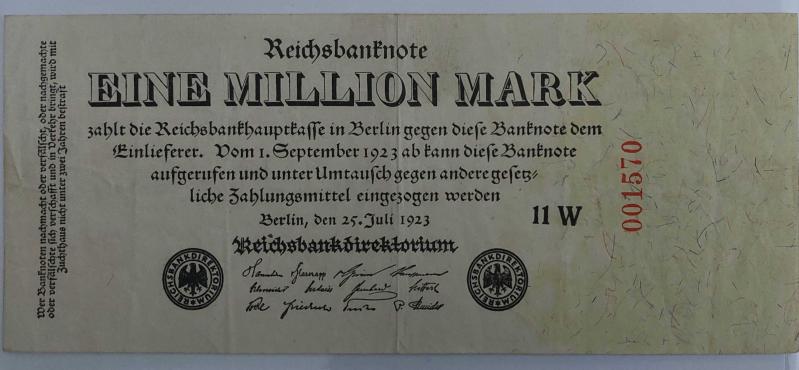 Reichsbanknote
EINE MILLION MARK
zahlt die Reichsbankhauptkasse in Berlin gegen diese Banknote dem
Einlieferer. Vom 1. September 1923 ab kann diese Banknote
aufgerufen und unter Umtausch gegen andere gesetz-
liche Zahlungsmittel eingezogen werden
Berlin, den 25. Juli 1923
Reichsbankdirektorium
11 W
001570
REICHSBANKDIREKTORIUM
REICHSBANKDIREKTORIUM
Wer Banknoten nachmacht oder verfälscht, oder nachgemachte
oder verfälschte sich verschafft und in Verkehr bringt, wird mit
Zuchthaus nicht unter zwei Jahren bestraft